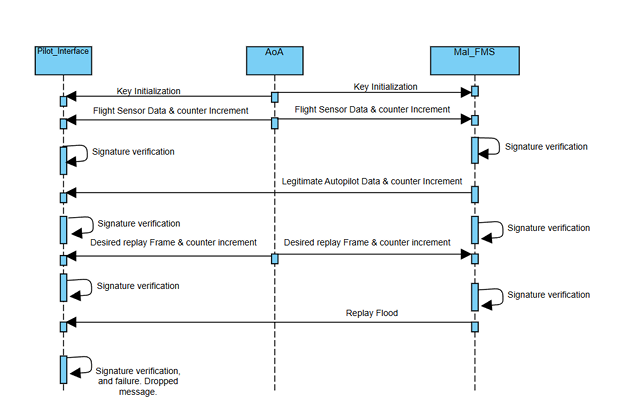 Pilot_Interface
AoA
Mal_FMS
Key Initialization
Key Initialization
Flight Sensor Data & counter Increment
Flight Sensor Data & counter Increment
Signature verification
Signature verification
Legitimate Autopilot Data & counter Increment
Signature verification
Signature verification
Desired replay Frame & counter increment
Desired replay Frame & counter increment
Signature verification
Signature verification
Replay Flood
Signature verification,
and failure. Dropped
message.